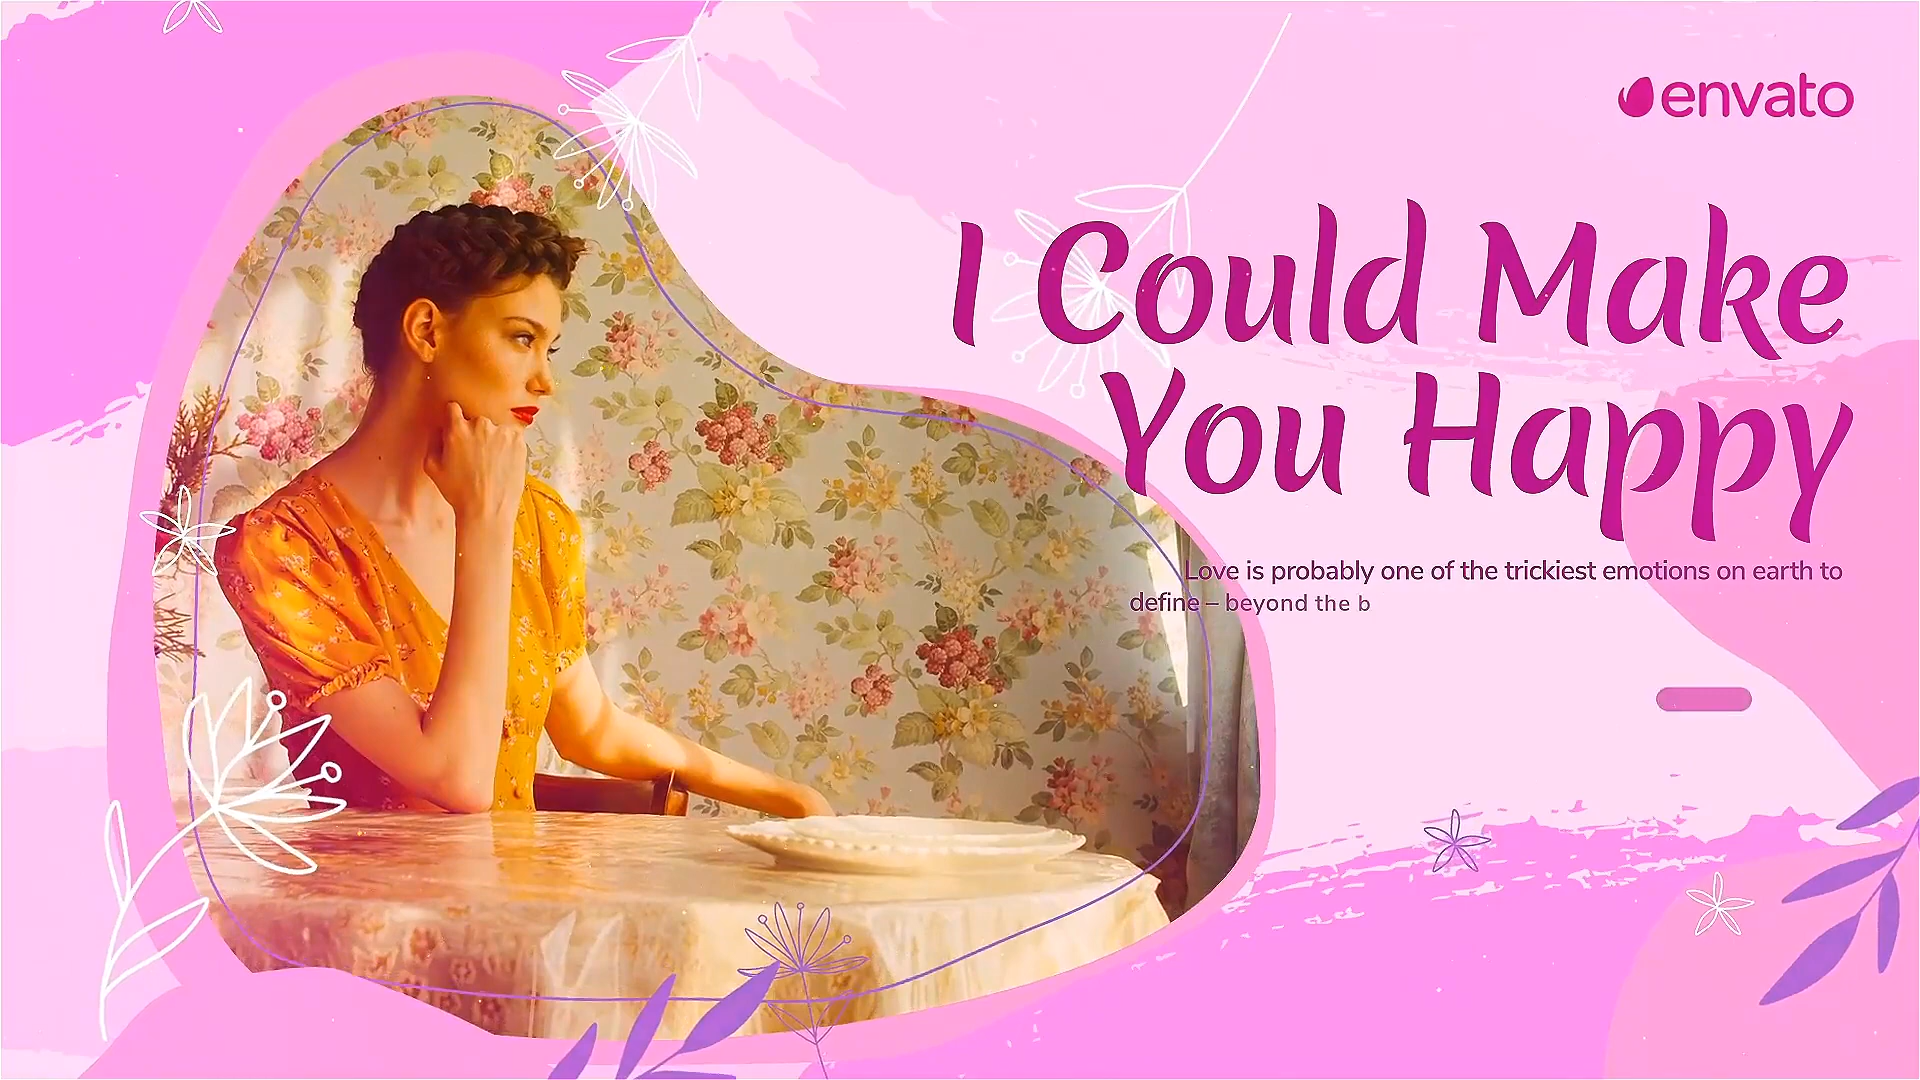 envato
I Could Make
You Happy
Love is probably one of the trickiest emotions on earth to
define – beyond the b